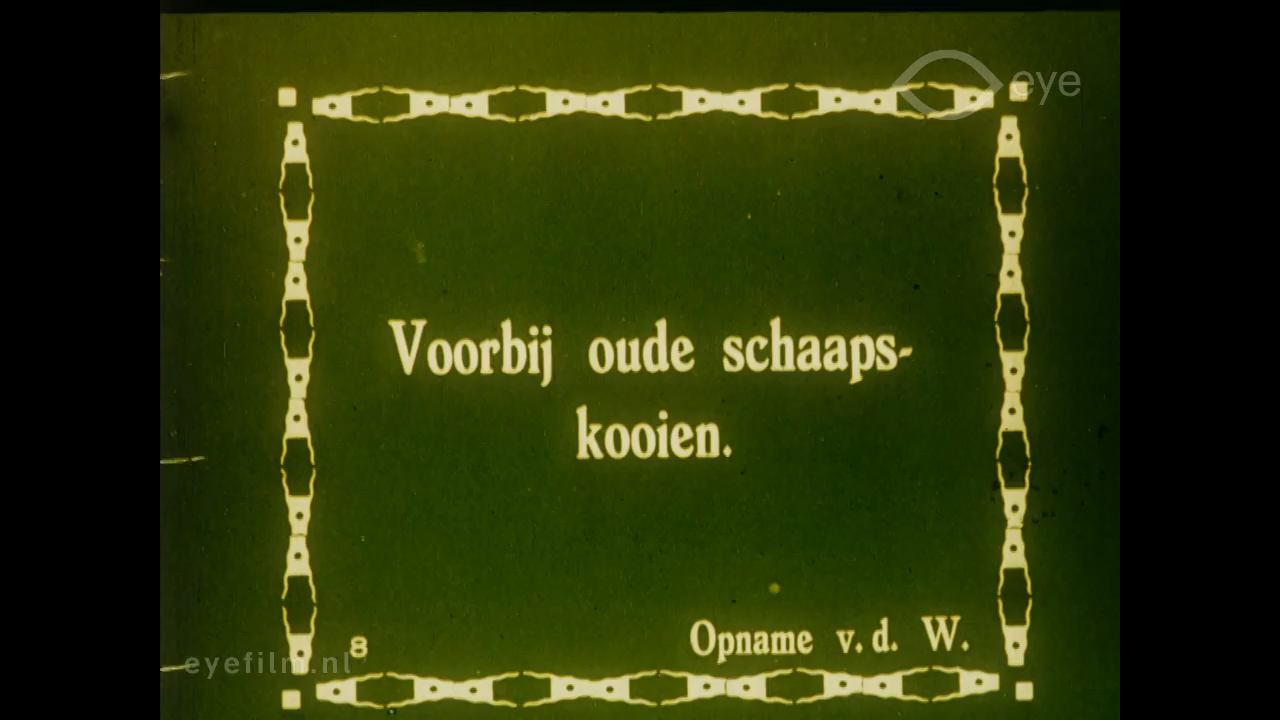 eye
Voorbij oude schaaps-
kooien.
8
Opname v. d. W.
eyefilm.nl